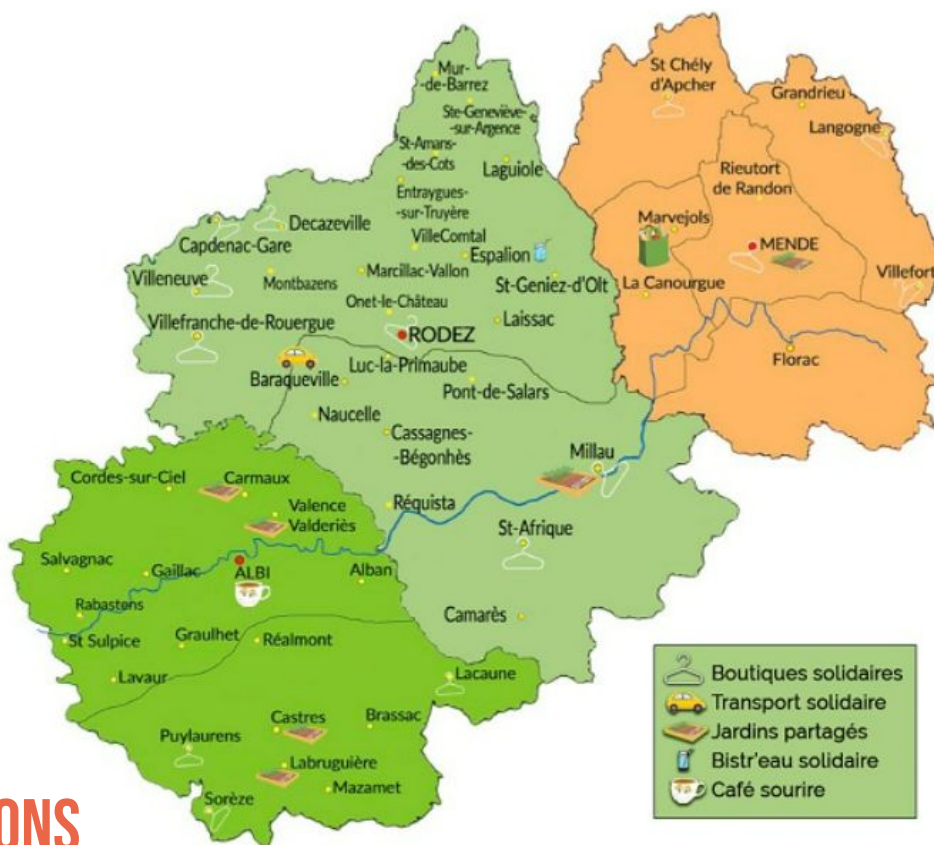 Mur-
-de-Barrez
Ste-Geneviève-
-sur-Argence
St-Amans-
-des-Cots
Laguiole
Entraygues-
-sur-Truyère
Decazeville
Capdenac-Gare
VilleComtal
Espalion
Villeneuve
Montbazens
Marcillac-Vallon
St-Geniez-d'Olt
Onet-le-Château
Laissac
Villefranche-de-Rouergue
RODEZ
Luc-la-Primaube
Baraqueville
Pont-de-Salars
Naucelle
Cassagnes-
-Bégonhès
Millau
Réquista
St-Afrique
Camarès
St Chély
d'Apcher
Grandrieu
Langogne
Rieutort
de Randon
Marvejols
MENDE
La Canourgue
Villefort
Florac
Cordes-sur-Ciel
Carmaux
Valence
Valderiès
Salvagnac
Gaillac
ALBI
Alban
Rabastens
St Sulpice
Graulhet
Réalmont
Lavaur
Lacaune
Castres
Brassac
Puylaurens
Labruguière
Mazamet
Sorèze
Boutiques solidaires
Transport solidaire
Jardins partagés
Bistr'eau solidaire
Café sourire
ONS